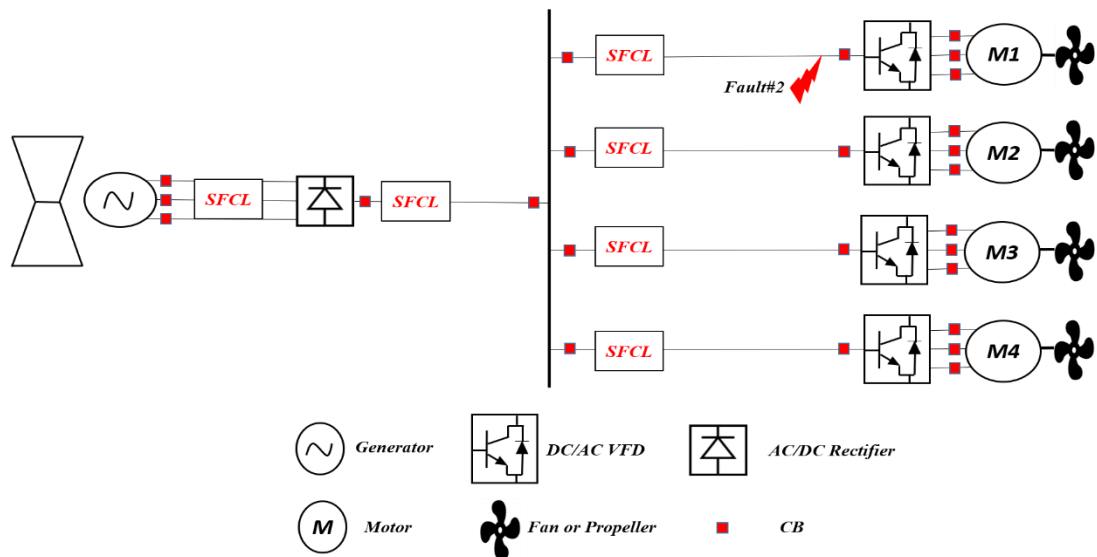 SFCL
M1
Fault#2
SFCL
M2
SFCL
SFCL
SFCL
M3
SFCL
M4
Generator
DC/AC VFD
AC/DC Rectifier
M
Motor
Fan or Propeller
CB